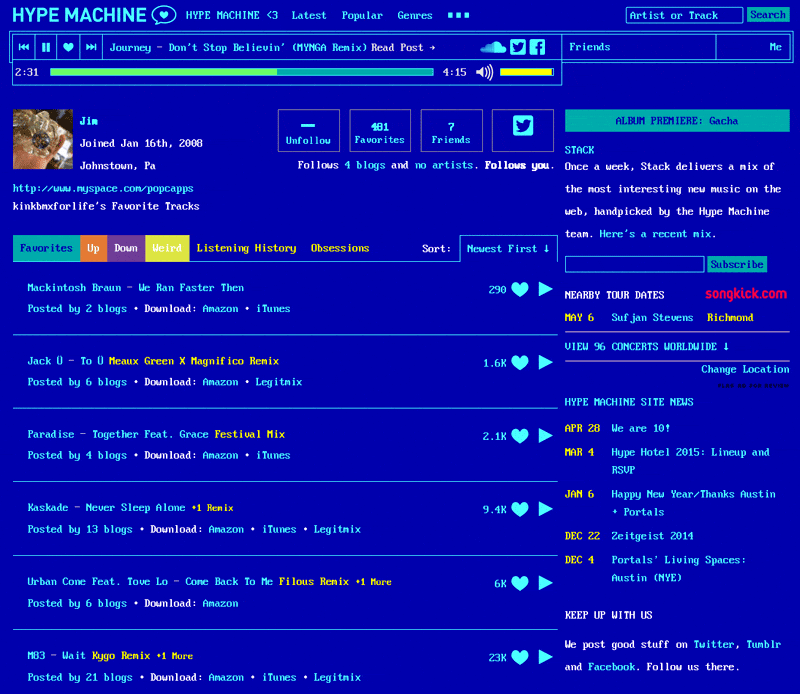 HYPE MACHINE HYPE MACHINE <3 Latest Popular Genres Artist or Track Search
Journey – Don't Stop Believin' (MYNGA Remix) Read Post → Friends Me
2:31 4:15
Jim
Joined Jan 16th, 2008
Johnstown, Pa
http://www.myspace.com/popcapps
kinkbmxforlife's Favorite Tracks
Unfollow
481
Favorites
7
Friends
Follows 4 blogs and no artists. Follows you.
Favorites Up Down Weird Listening History Obsessions Sort: Newest First ↓
Mackintosh Braun – We Ran Faster Then 290
Posted by 2 blogs • Download: Amazon • iTunes
Jack Ü – To Ü Meaux Green X Magnifico Remix 1.6K
Posted by 6 blogs • Download: Amazon • Legitmix
Paradise – Together Feat. Grace Festival Mix 2.1K
Posted by 4 blogs • Download: Amazon • iTunes
Kaskade – Never Sleep Alone +1 Remix 9.4K
Posted by 13 blogs • Download: Amazon • iTunes • Legitmix
Urban Cone Feat. Tove Lo – Come Back To Me Filous Remix +1 More 6K
Posted by 6 blogs • Download: Amazon
M83 – Wait Kygo Remix +1 More 23K
Posted by 21 blogs • Download: Amazon • iTunes • Legitmix
ALBUM PREMIERE: Gacha
STACK
Once a week, Stack delivers a mix of
the most interesting new music on the
web, handpicked by the Hype Machine
team. Here's a recent mix.
Subscribe
NEARBY TOUR DATES songkick.com
MAY 6 Sufjan Stevens Richmond
VIEW 96 CONCERTS WORLDWIDE ↓
Change Location
HYPE MACHINE SITE NEWS
APR 28 We are 10!
MAR 4 Hype Hotel 2015: Lineup and
RSVP
JAN 6 Happy New Year/Thanks Austin
+ Portals
DEC 22 Zeitgeist 2014
DEC 4 Portals' Living Spaces:
Austin (NYE)
KEEP UP WITH US
We post good stuff on Twitter, Tumblr
and Facebook. Follow us there.